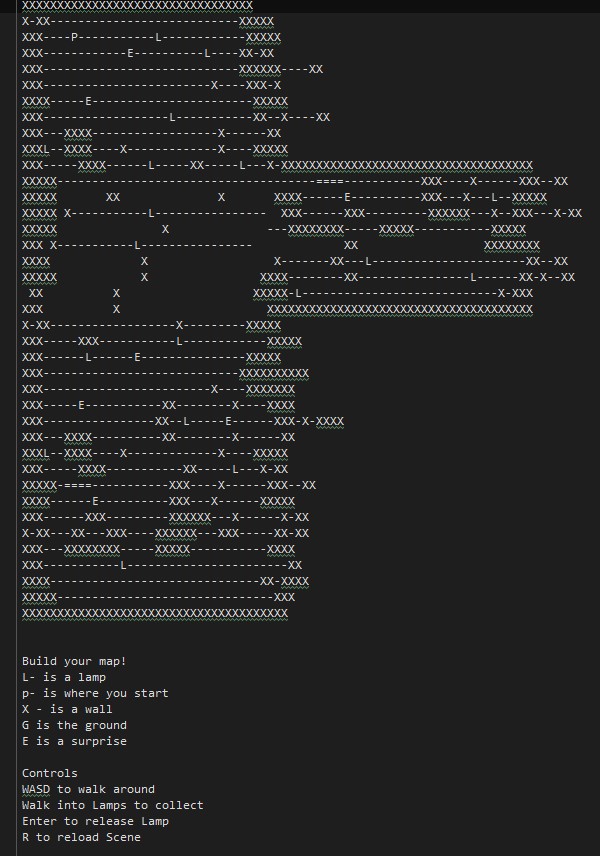 XXXXXXXXXXXXXXXXXXXXXXXXXXXXXXXXX
X-XX---------------------------XXXXX
XXX----P-----------L------------XXXXX
XXX------------E----------L----XX-XX
XXX----------------------------XXXXXX----XX
XXX------------------------X----XXX-X
XXXX-----E-----------------------XXXXX
XXX------------------L-----------XX--X----XX
XXX---XXXX------------------X------XX
XXXL--XXXX----X-------------X----XXXXX
XXX-----XXXX------L-----XX-----L---X-XXXXXXXXXXXXXXXXXXXXXXXXXXXXXXXXXXXX
XXXXX-------------------------------------====-----------XXX----X------XXX--XX
XXXXX       XX              X       XXXX------E----------XXX---X---L--XXXXX
XXXXX X-----------L------------      XXX------XXX---------XXXXXX---X--XXX---X-XX
XXXXX               X              ---XXXXXXXX-----XXXXX-----------XXXXX
XXX X-----------L----------------             XX                  XXXXXXXX
XXXX             X                  X-------XX---L----------------------XX--XX
XXXXX            X                XXXX--------XX----------------L------XX-X--XX
 XX          X                   XXXXX-L----------------------------X-XXX
XXX          X                     XXXXXXXXXXXXXXXXXXXXXXXXXXXXXXXXXXXXXX
X-XX------------------X---------XXXXX
XXX-----XXX-----------L------------XXXXX
XXX------L------E---------------XXXXX
XXX----------------------------XXXXXXXXXX
XXX------------------------X----XXXXXXX
XXX-----E-----------XX--------X----XXXX
XXX----------------XX--L-----E------XXX-X-XXXX
XXX---XXXX----------XX--------X------XX
XXXL--XXXX----X-------------X----XXXXX
XXX-----XXXX-----------XX-----L---X-XX
XXXXX-====-----------XXX----X------XXX--XX
XXXX------E----------XXX---X------XXXXX
XXX------XXX---------XXXXXX---X------X-XX
X-XX---XX---XXX----XXXXXX---XXX-----XX-XX
XXX---XXXXXXXX-----XXXXX-----------XXXX
XXX-----------L-----------------------XX
XXXX------------------------------XX-XXXX
XXXXX-------------------------------XXX
XXXXXXXXXXXXXXXXXXXXXXXXXXXXXXXXXXXXXX
Build your map!
L- is a lamp
p- is where you start
X - is a wall
G is the ground
E is a surprise
Controls
WASD to walk around
Walk into Lamps to collect
Enter to release Lamp
R to reload Scene